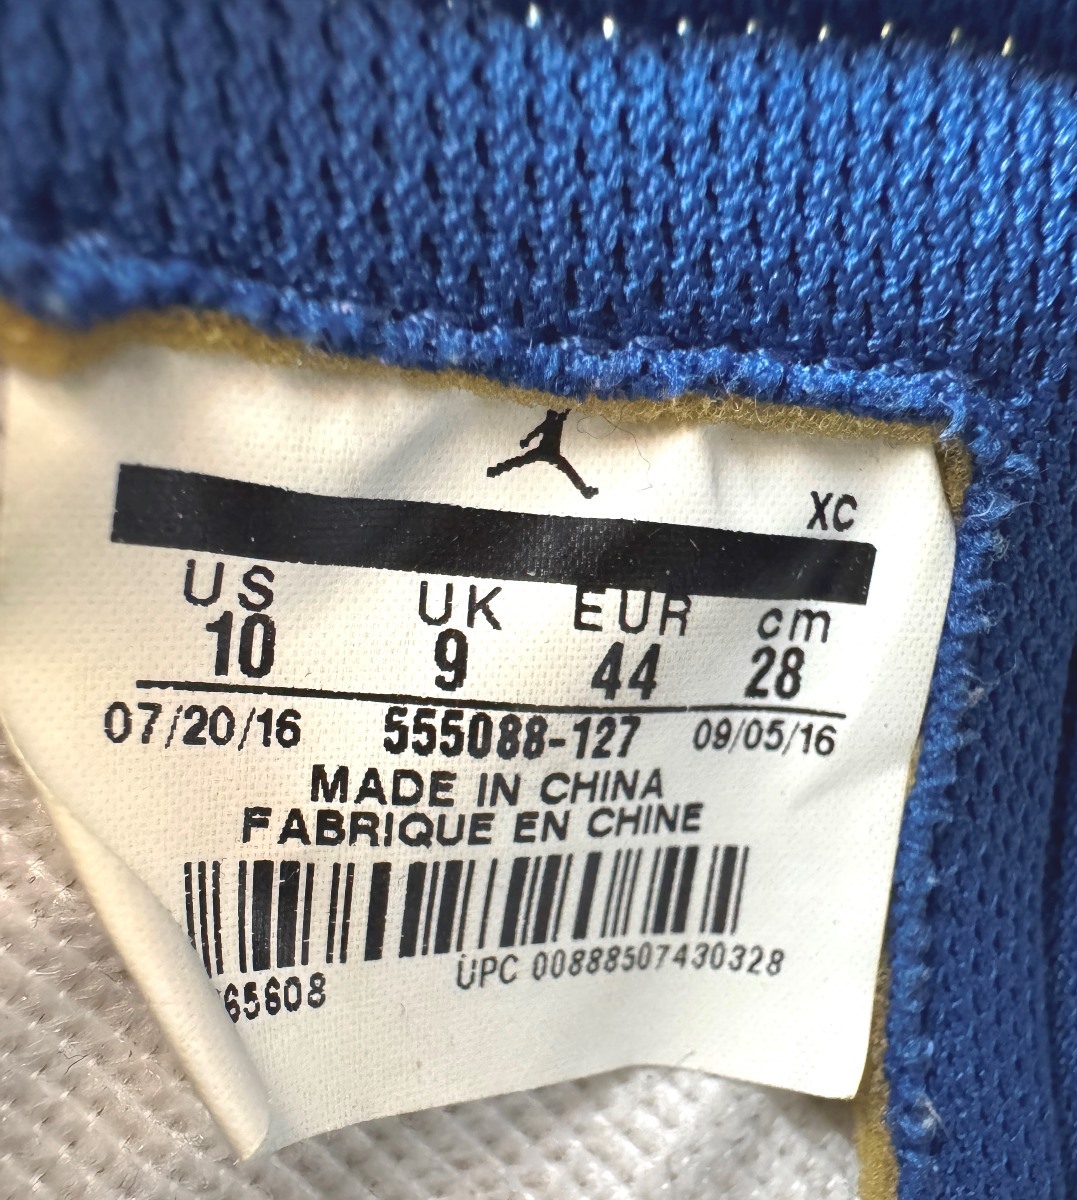 XC
US UK EUR cm
10 9 44 28
07/20/16 555088-127 09/05/16
MADE IN CHINA
FABRIQUE EN CHINE
UPC 00888507430328
65608